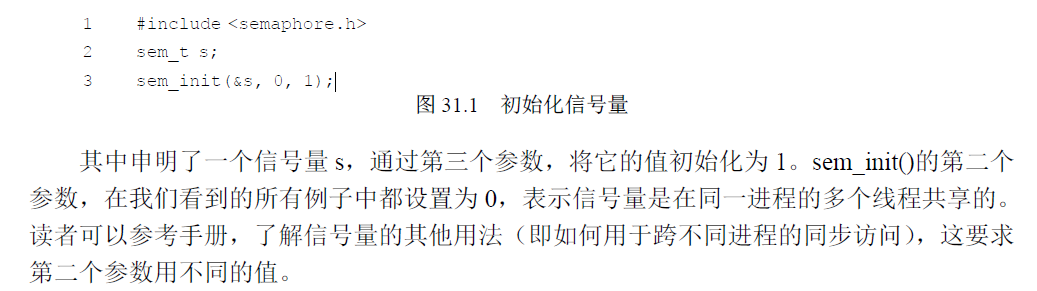 1 #include <semaphore.h>
2 sem_t s;
3 sem_init(&s, 0, 1);
图 31.1 初始化信号量
其中申明了一个信号量 s，通过第三个参数，将它的值初始化为 1。sem_init()的第二个
参数，在我们看到的所有例子中都设置为 0，表示信号量是在同一进程的多个线程共享的。
读者可以参考手册，了解信号量的其他用法（即如何用于跨不同进程的同步访问），这要求
第二个参数用不同的值。